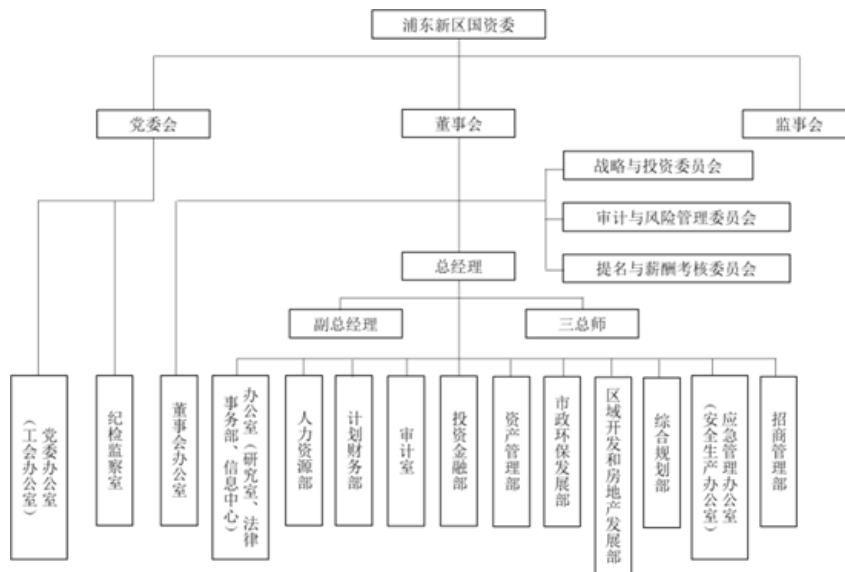 浦东新区国资委
党委会
董事会
监事会
战略与投资委员会
审计与风险管理委员会
提名与薪酬考核委员会
总经理
副总经理
三总师
党委办公室
（工会办公室）
纪检监察室
董事会办公室
办公室（研究室、法律
事务部、信息中心）
人力资源部
计划财务部
审计室
投资金融部
资产管理部
市政环保发展部
区域开发和房地产发展部
综合规划部
应急管理办公室
（安全生产办公室）
招商管理部